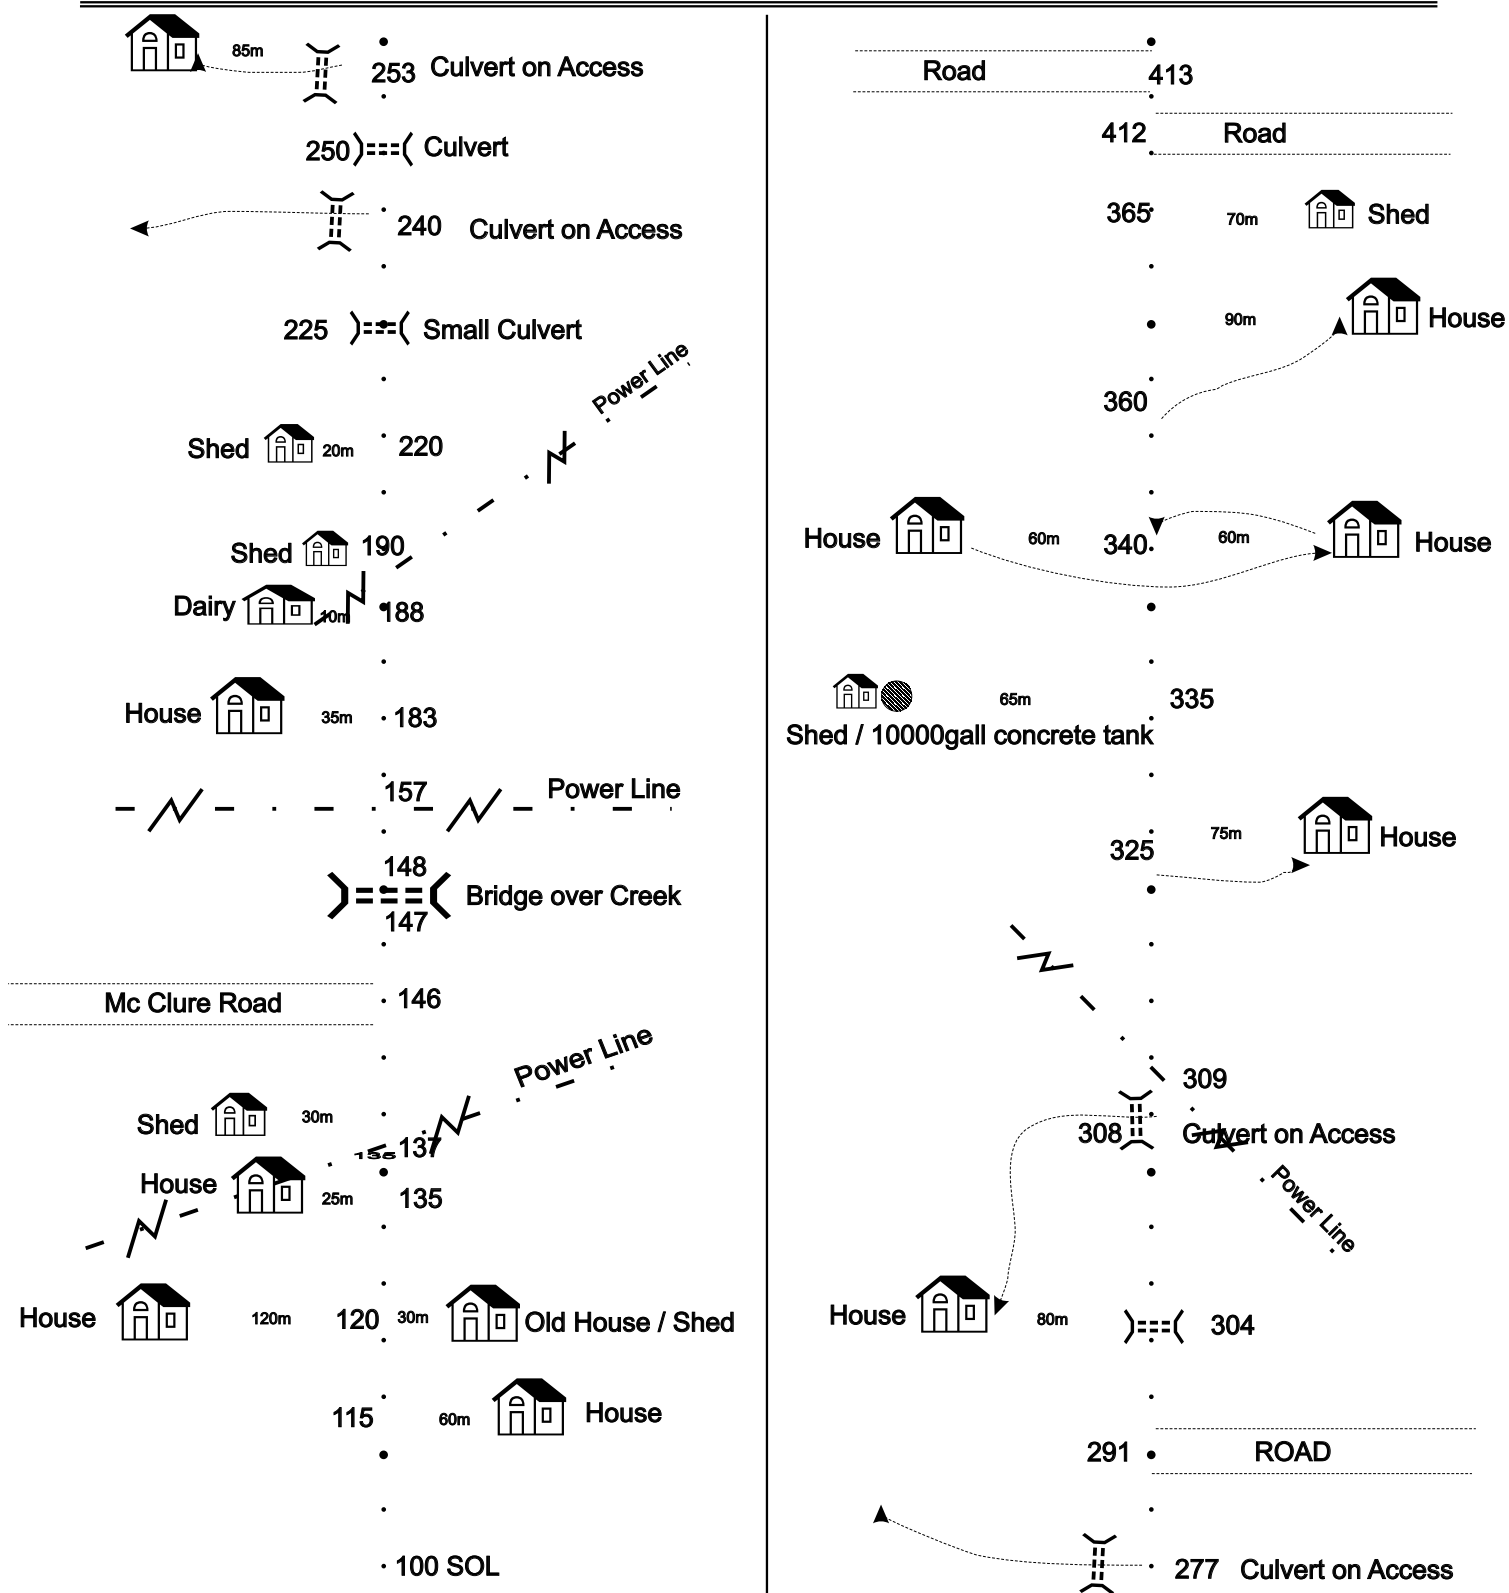 85m
253 Culvert on Access
250 Culvert
240 Culvert on Access
225 Small Culvert
Power Line
Shed 20m 220
Shed 190
Dairy 10m 188
House 35m 183
157 Power Line
148
Bridge over Creek
147
Mc Clure Road 146
Power Line
Shed 30m
137
House 25m 135
House 120m 120 30m Old House / Shed
115 60m House
100 SOL
Road 413
412 Road
365 70m Shed
90m House
360
House 60m 340 60m House
65m 335
Shed / 10000gall concrete tank
75m House
325
309
308 Culvert on Access
Power Line
House 80m 304
291 ROAD
277 Culvert on Access